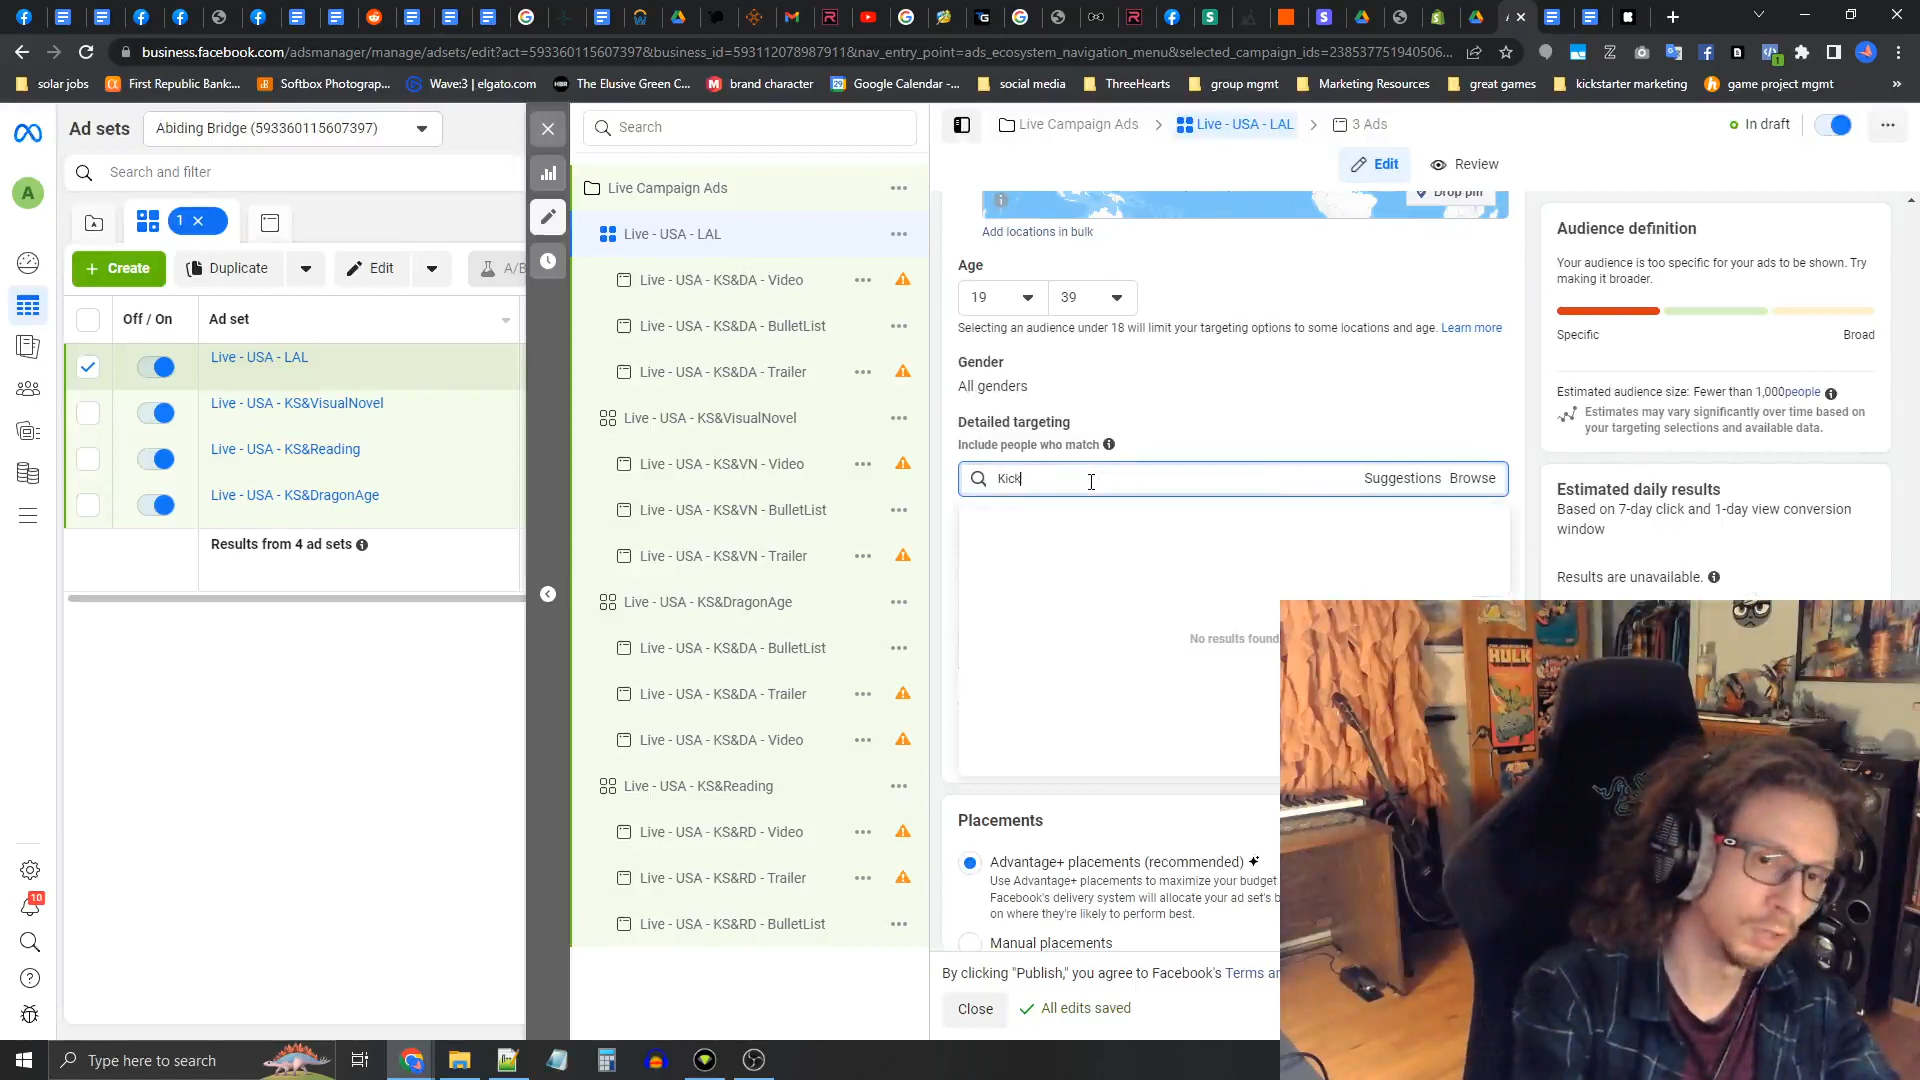 business.facebook.com/adsmanager/manage/adsets/edit?act=593360115607397&business_id=593112078987911&nav_entry_point=ads_ecosystem_navigation_menu&selected_campaign_ids=238537751940506...
solar jobs
First Republic Bank:...
Softbox Photograp...
Wave:3 | elgato.com
The Elusive Green C...
brand character
Google Calendar -...
social media
ThreeHearts
group mgmt
Marketing Resources
great games
kickstarter marketing
game project mgmt
Ad sets
Abiding Bridge (593360115607397)
Search
Live Campaign Ads
Live - USA - LAL
3 Ads
In draft
Edit
Review
Search and filter
A
1
Create
Duplicate
Edit
A/B
Off / On
Ad set
Live - USA - LAL
Live - USA - KS&VisualNovel
Live - USA - KS&Reading
Live - USA - KS&DragonAge
Results from 4 ad sets
10
Live Campaign Ads
Live - USA - LAL
Live - USA - KS&DA - Video
Live - USA - KS&DA - BulletList
Live - USA - KS&DA - Trailer
Live - USA - KS&VisualNovel
Live - USA - KS&VN - Video
Live - USA - KS&VN - BulletList
Live - USA - KS&VN - Trailer
Live - USA - KS&DragonAge
Live - USA - KS&DA - BulletList
Live - USA - KS&DA - Trailer
Live - USA - KS&DA - Video
Live - USA - KS&Reading
Live - USA - KS&RD - Video
Live - USA - KS&RD - Trailer
Live - USA - KS&RD - BulletList
Drop pin
Add locations in bulk
Age
19
39
Selecting an audience under 18 will limit your targeting options to some locations and age. Learn more
Gender
All genders
Detailed targeting
Include people who match
Kick
Suggestions
Browse
No results found
Placements
Advantage+ placements (recommended)
Use Advantage+ placements to maximize your budget
Facebook's delivery system will allocate your ad set's b
on where they're likely to perform best.
Manual placements
By clicking "Publish," you agree to Facebook's Terms an
Close
All edits saved
Audience definition
Your audience is too specific for your ads to be shown. Try
making it broader.
Specific
Broad
Estimated audience size: Fewer than 1,000people
Estimates may vary significantly over time based on
your targeting selections and available data.
Estimated daily results
Based on 7-day click and 1-day view conversion
window
Results are unavailable.
HULK
Type here to search